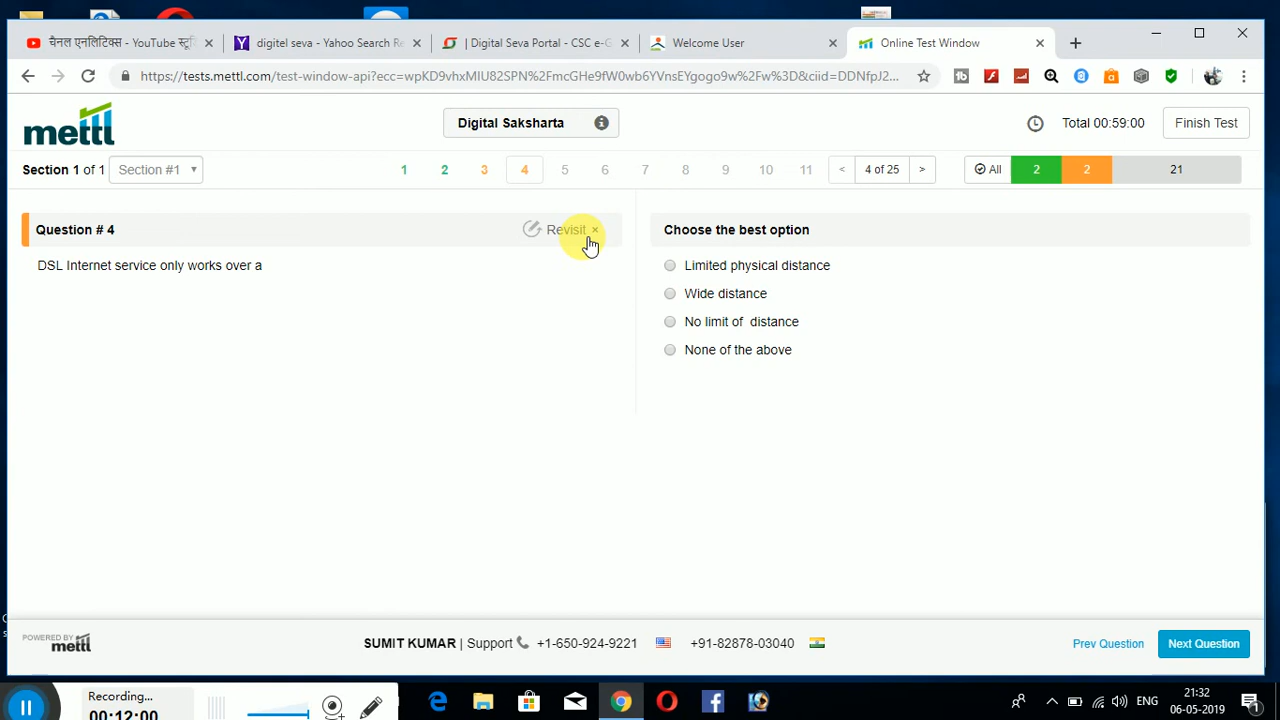 चैनल एनलिटिक्स - YouTube स्टू
digitel seva - Yahoo Search R
Digital Seva Portal - CSC e-G
Welcome User
Online Test Window
https://tests.mettl.com/test-window-api?ecc=wpKD9vhxMIU82SPN%2FmcGHe9fW0wb6YVnsEYgogo9w%2Fw%3D&ciid=DDNfpJ2...
mettl
Digital Saksharta
Total 00:59:00
Finish Test
Section 1 of 1
Section #1
1 2 3 4 5 6 7 8 9 10 11
< 4 of 25 >
All 2 2 21
Question # 4
Revisit ×
DSL Internet service only works over a
Choose the best option
Limited physical distance
Wide distance
No limit of distance
None of the above
POWERED BY
mettl
SUMIT KUMAR | Support +1-650-924-9221 +91-82878-03040
Prev Question
Next Question
Recording...
00:12:00
ENG
21:32
06-05-2019
1